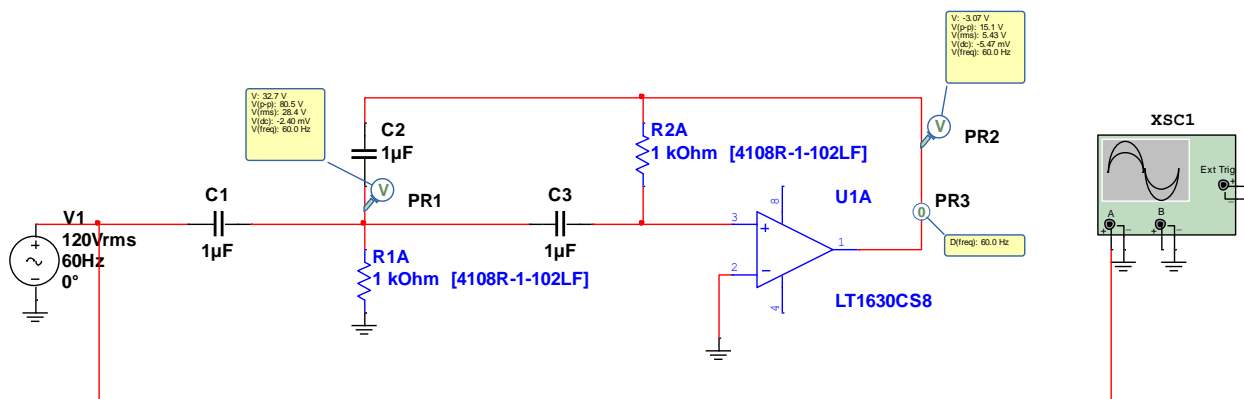 V: -3.07 V
V(p-p): 15.1 V
V(rms): 5.43 V
V(dc): -5.47 mV
V(freq): 60.0 Hz
V: 32.7 V
V(p-p): 80.5 V
V(rms): 28.4 V
V(dc): -2.40 mV
V(freq): 60.0 Hz
XSC1
C2
1µF
R2A
1 kOhm [4108R-1-102LF]
V
PR2
Ext Trig
+
V
PR1
C1
1µF
C3
1µF
U1A
8
0
PR3
A
B
+
+
V1
120Vrms
60Hz
0°
3
1
D(freq): 60.0 Hz
R1A
1 kOhm [4108R-1-102LF]
2
4
LT1630CS8